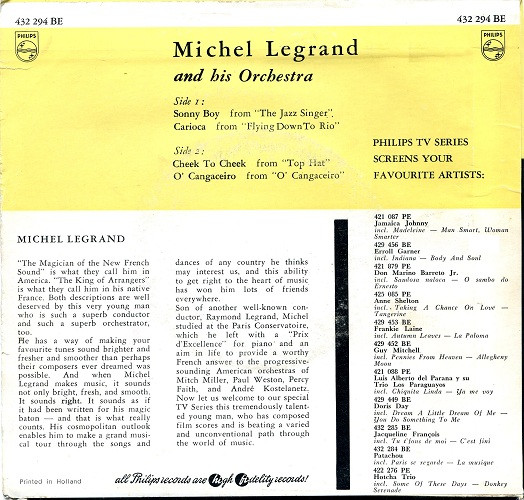 432 294 BE
432 294 BE
PHILIPS
PHILIPS
Michel Legrand
and his Orchestra
Side 1:
Sonny Boy from "The Jazz Singer",
Carioca from "Flying Down To Rio"
Side 2:
Cheek To Cheek from "Top Hat"
O' Cangaceiro from "O' Cangaceiro"
PHILIPS TV SERIES
SCREENS YOUR
FAVOURITE ARTISTS:
MICHEL LEGRAND
"The Magician of the New French
Sound" is what they call him in
America. "The King of Arrangers"
is what they call him in his native
France. Both descriptions are well
deserved by this very young man
who is such a superb conductor
and such a superb orchestrator,
too.
He has a way of making your
favourite tunes sound brighter and
fresher and smoother than perhaps
their composers ever dreamed was
possible. And when Michel
Legrand makes music, it sounds
not only bright, fresh, and smooth.
It sounds right. It sounds as if
it had been written for his magic
baton — and that is what really
counts. His cosmopolitan outlook
enables him to make a grand musi-
cal tour through the songs and
dances of any country he thinks
may interest us, and this ability
to get right to the heart of music
has won him love of friends
everywhere.
Son of another well-known con-
ductor, Raymond Legrand, Michel
studied at the Paris Conservatoire,
which he left with a "Prix
d'Excellence" for piano and an
aim in life to provide a worthy
French answer to the progressive-
sounding American orchestras of
Mitch Miller, Paul Weston, Percy
Faith, and André Kostelanetz.
Now let us welcome to our special
TV Series this tremendously talent-
ed young man, who has composed
film scores and is beating a varied
and unconventional path through
the world of music.
421 087 PE
Jamaica Johnny
incl. Madeleine — Man Smart, Woman
Smarter
429 456 BE
Erroll Garner
incl. Indiana — Body And Soul
421 879 PE
Don Marino Barreto Jr.
incl. Sandosa naloca — O sambo do
Ernesto
425 085 PE
Anne Shelton
incl. Taking A Chance On Love —
Tangerine
429 453 BE
Frankie Laine
incl. Autumn Leaves — La Paloma
429 452 BE
Guy Mitchell
incl. Pennies From Heaven — Allegheny
Moon
421 088 PE
Luis Alberto del Parana y su
Trio Los Paraguayos
incl. Chiquita Linda — Ya me voy
429 449 BE
Doris Day
incl. Dream A Little Dream Of Me —
You Do Something To Me
432 285 BE
Jacqueline François
incl. Tu t'fous de moi — C'est fini
432 284 BE
Patachou
incl. Paris se regarde — La musique
422 276 PE
Hotcha Trio
incl. Some Of These Days — Donkey
Serenade
Printed in Holland
all Philips records are High Fidelity records!